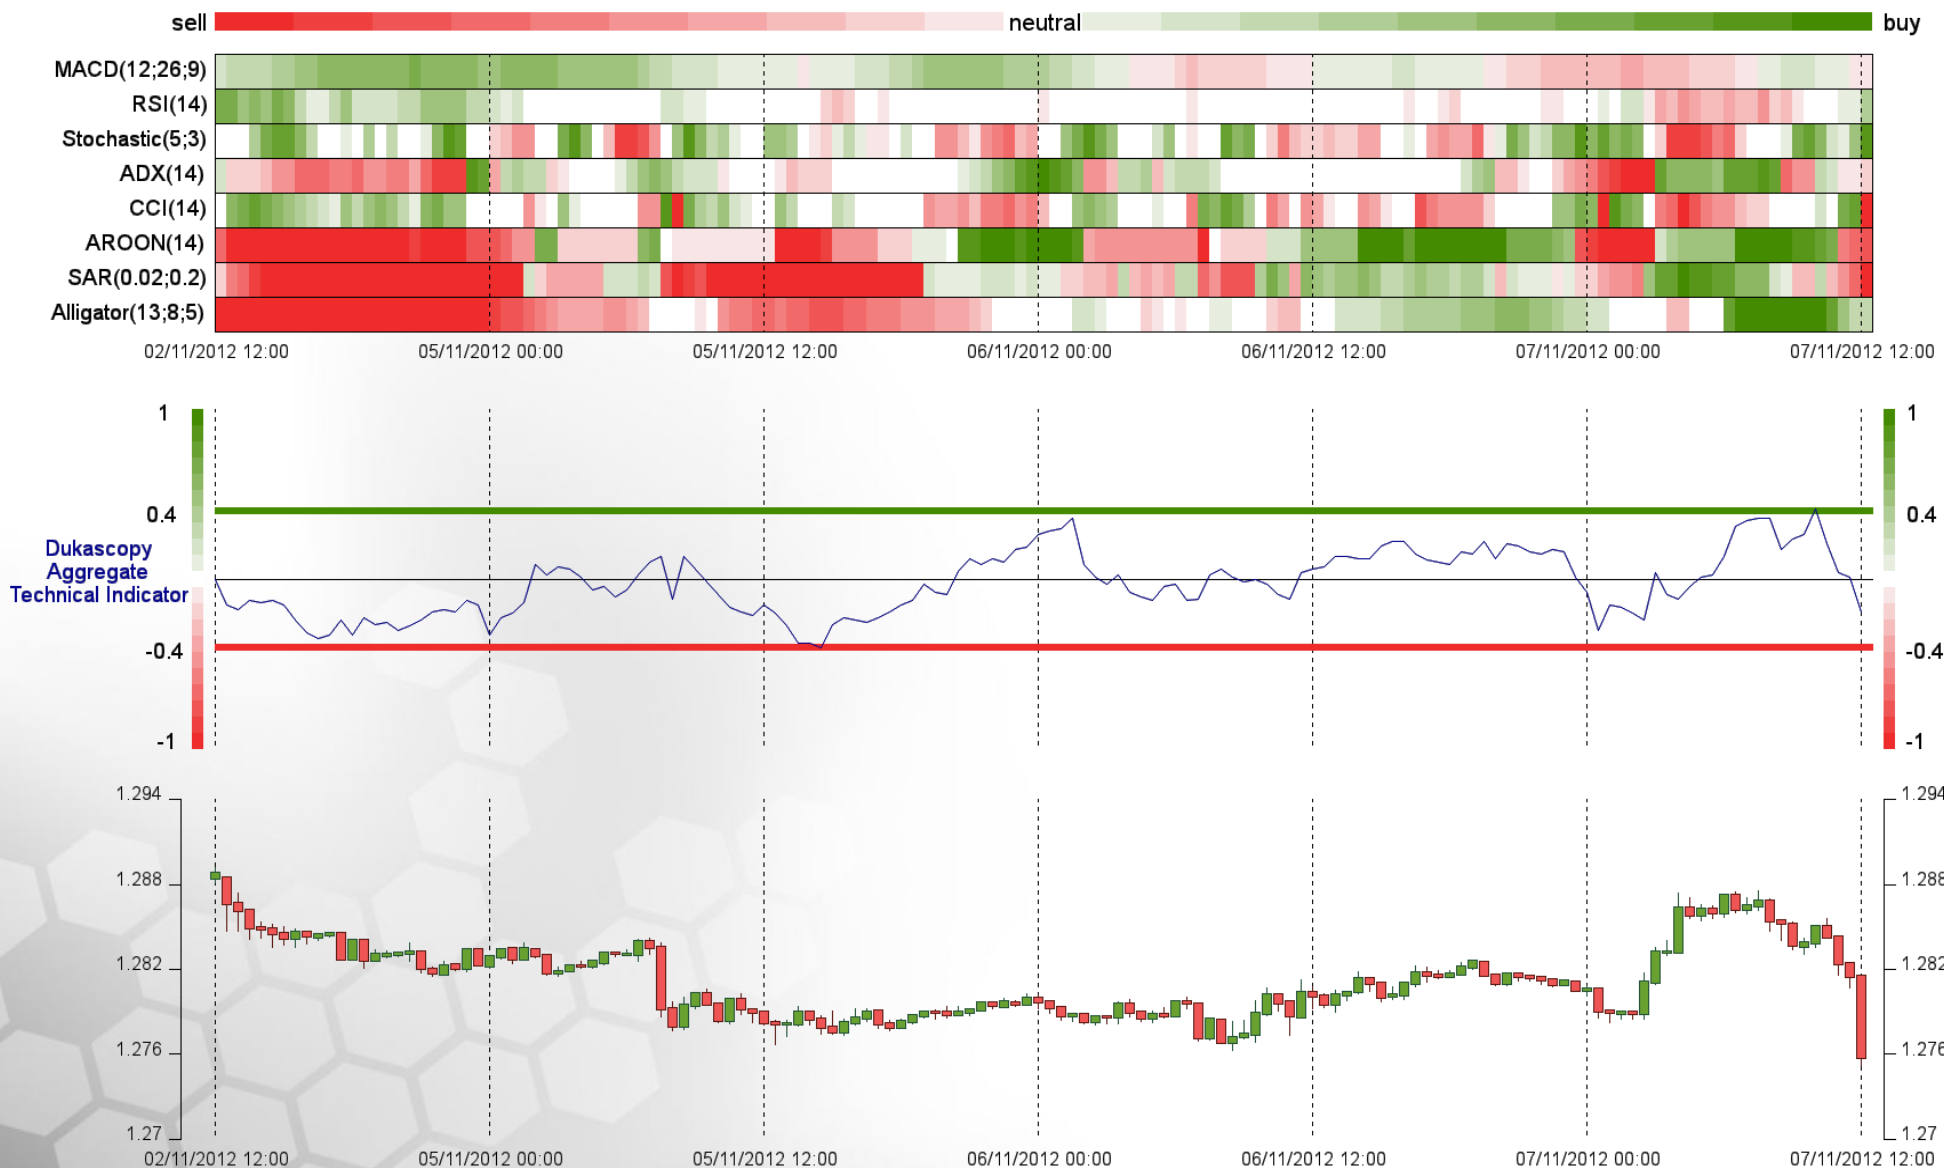 sell neutral buy
MACD(12;26;9)
RSI(14)
Stochastic(5;3)
ADX(14)
CCI(14)
AROON(14)
SAR(0.02;0.2)
Alligator(13;8;5)
02/11/2012 12:00 05/11/2012 00:00 05/11/2012 12:00 06/11/2012 00:00 06/11/2012 12:00 07/11/2012 00:00 07/11/2012 12:00
1 1
0.4 0.4
Dukascopy
Aggregate
Technical Indicator
-0.4 -0.4
-1 -1
1.294 1.294
1.288 1.288
1.282 1.282
1.276 1.276
1.27 1.27
02/11/2012 12:00 05/11/2012 00:00 05/11/2012 12:00 06/11/2012 00:00 06/11/2012 12:00 07/11/2012 00:00 07/11/2012 12:00